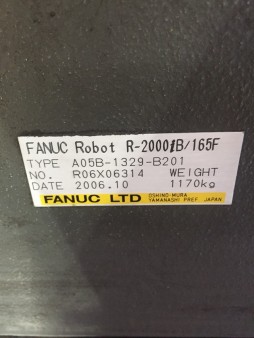 FANUC Robot R-2000iB/165F
TYPE A05B-1329-B201
NO. R06X06314 WEIGHT
DATE 2006.10 1170kg
FANUC LTD OSHINO-MURA
YAMANASHI PREF. JAPAN